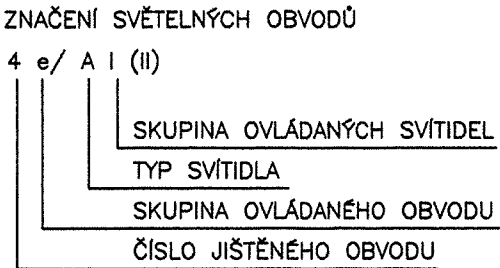 ZNAČENÍ SVĚTELNÝCH OBVODŮ
4 e/ A I (II)
SKUPINA OVLÁDANÝCH SVÍTIDEL
TYP SVÍTIDLA
SKUPINA OVLÁDANÉHO OBVODU
ČÍSLO JIŠTĚNÉHO OBVODU